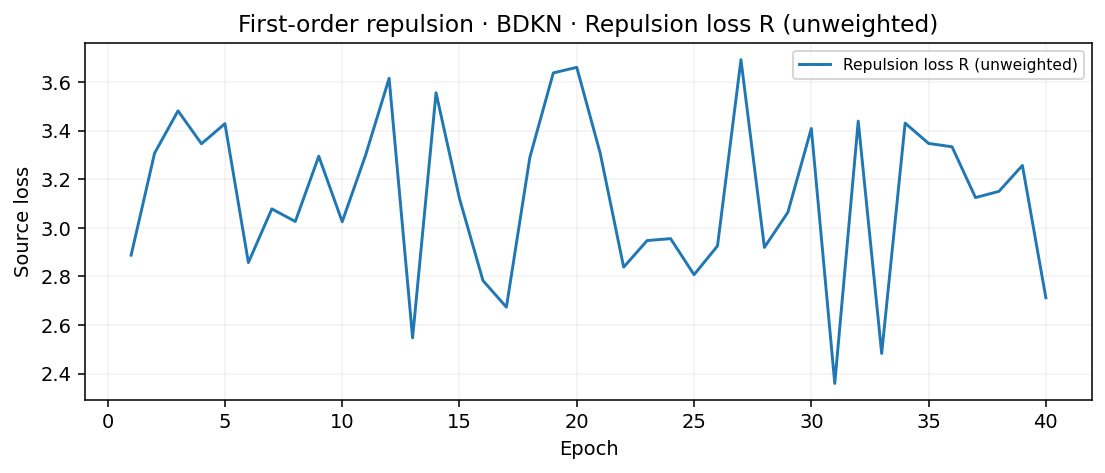 First-order repulsion · BDKN · Repulsion loss R (unweighted)
Repulsion loss R (unweighted)
Source loss
3.6
3.4
3.2
3.0
2.8
2.6
2.4
0 5 10 15 20 25 30 35 40
Epoch